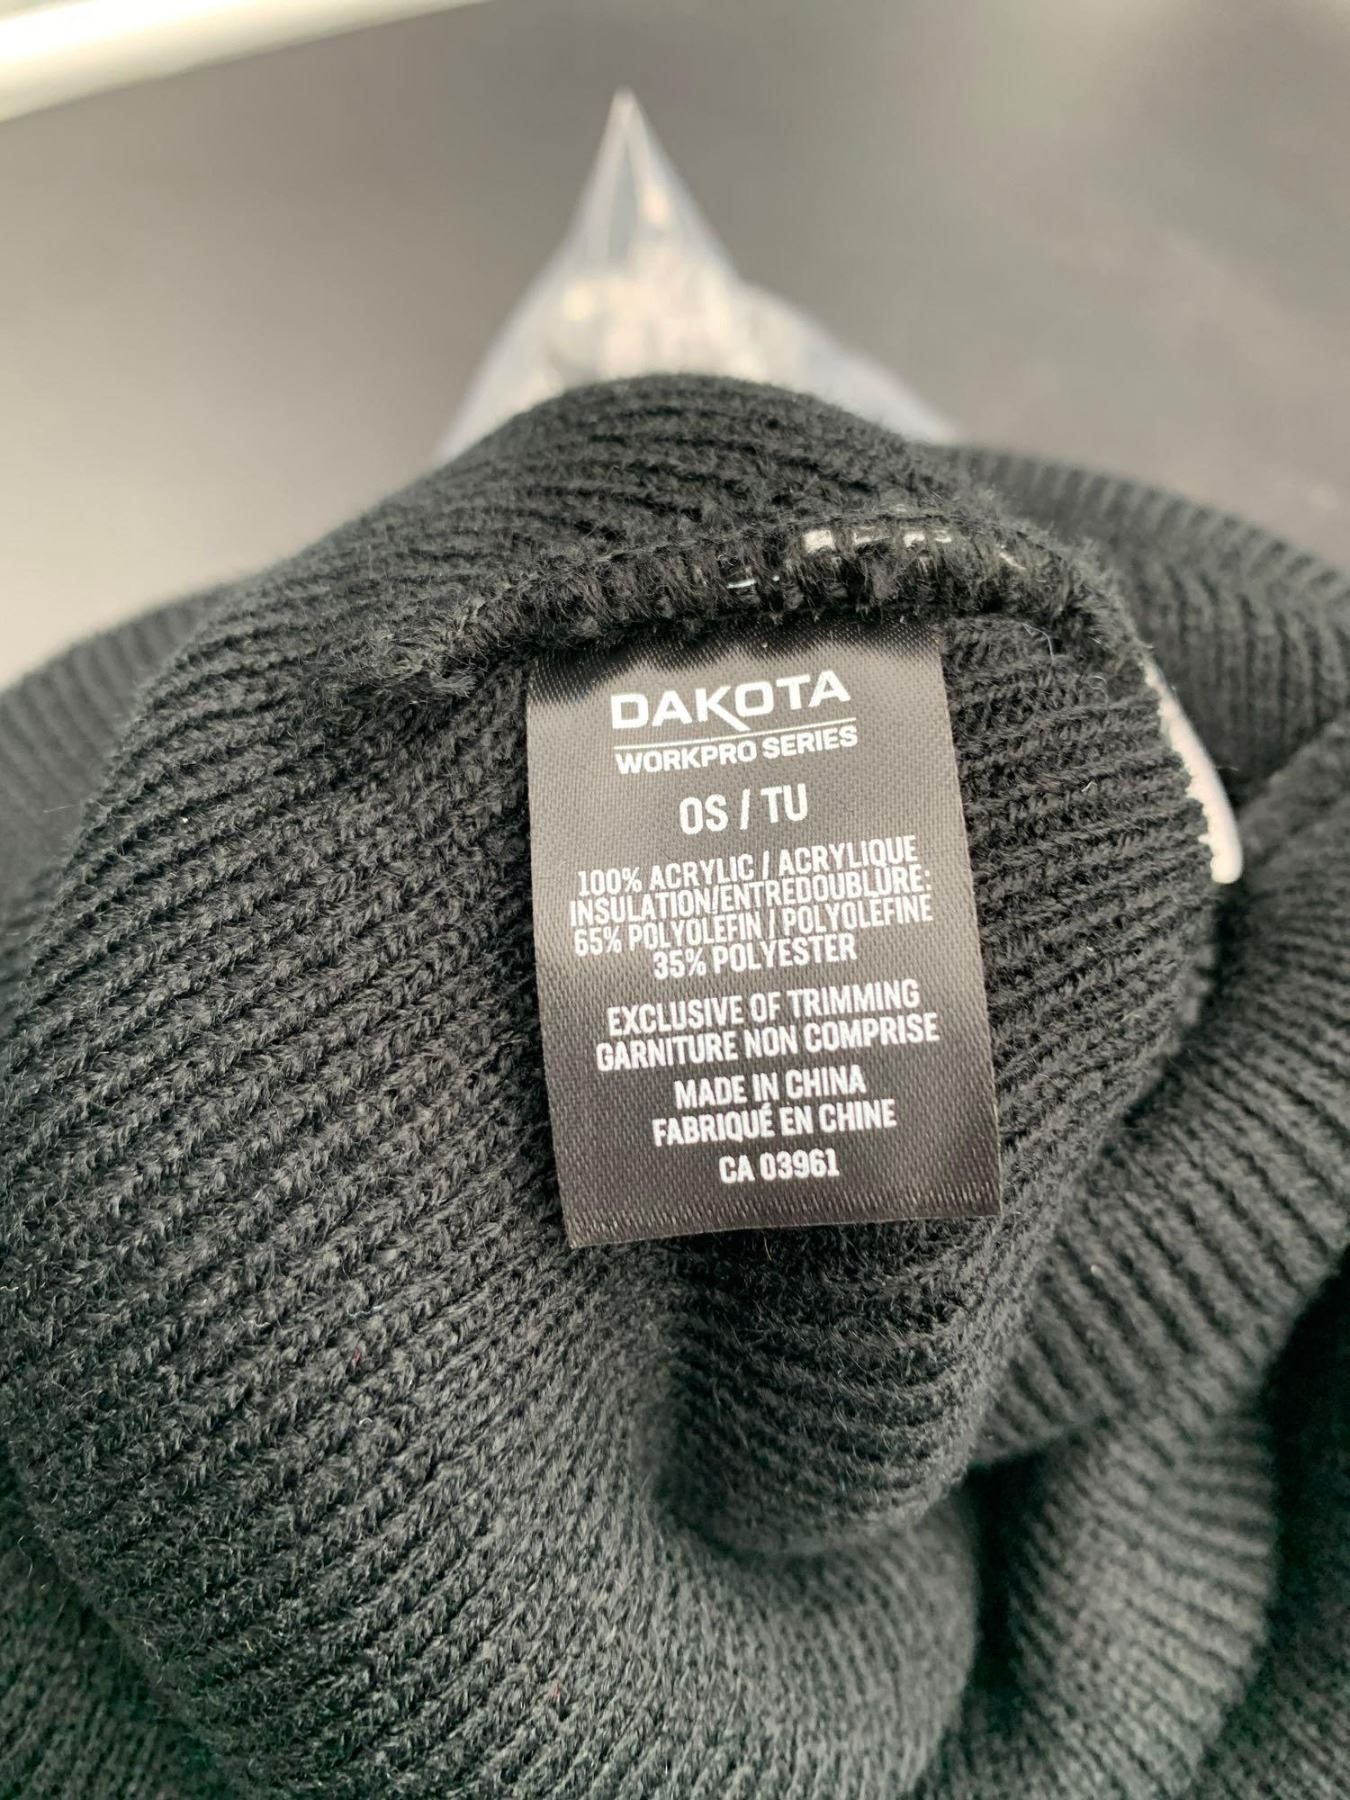 DAKOTA
WORKPRO SERIES
OS / TU
100% ACRYLIC / ACRYLIQUE
INSULATION/ENTREDOUBLURE:
65% POLYOLEFIN / POLYOLEFINE
35% POLYESTER
EXCLUSIVE OF TRIMMING
GARNITURE NON COMPRISE
MADE IN CHINA
FABRIQUÉ EN CHINE
CA 03961